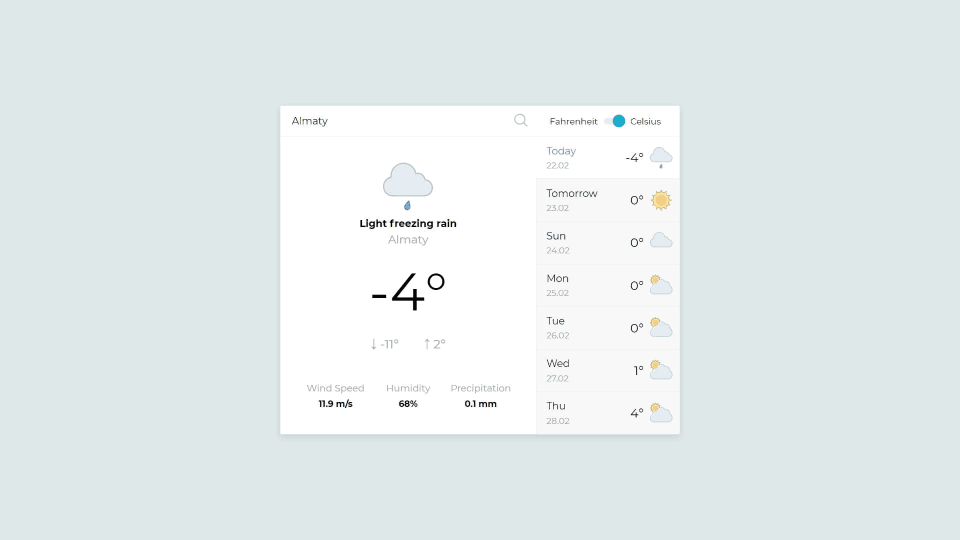 Almaty
Fahrenheit Celsius
Light freezing rain
Almaty
-4°
↓ -11° ↑ 2°
Wind Speed Humidity Precipitation
11.9 m/s 68% 0.1 mm
Today -4°
22.02
Tomorrow 0°
23.02
Sun 0°
24.02
Mon 0°
25.02
Tue 0°
26.02
Wed 1°
27.02
Thu 4°
28.02